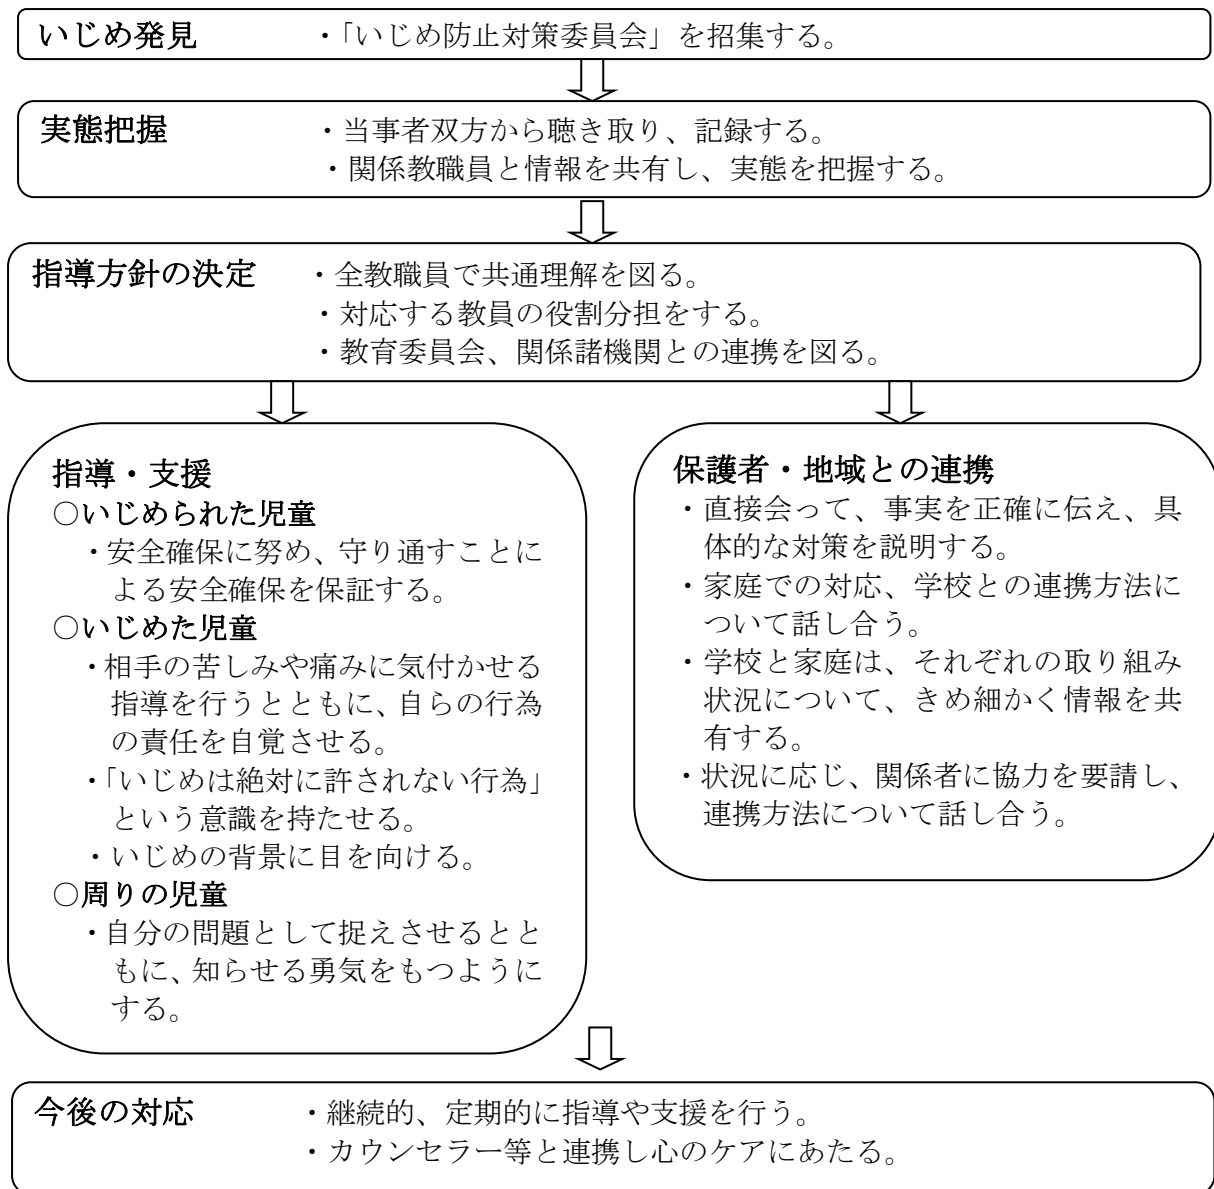 いじめ発見 ・「いじめ防止対策委員会」を招集する。
実態把握 ・当事者双方から聴き取り、記録する。
・関係教職員と情報を共有し、実態を把握する。
指導方針の決定 ・全教職員で共通理解を図る。
・対応する教員の役割分担をする。
・教育委員会、関係諸機関との連携を図る。
指導・支援
○いじめられた児童
・安全確保に努め、守り通すことに
よる安全確保を保証する。
○いじめた児童
・相手の苦しみや痛みに気付かせる
指導を行うとともに、自らの行為
の責任を自覚させる。
・「いじめは絶対に許されない行為」
という意識を持たせる。
・いじめの背景に目を向ける。
○周りの児童
・自分の問題として捉えさせるとと
もに、知らせる勇気をもつように
する。
保護者・地域との連携
・直接会って、事実を正確に伝え、具
体的な対策を説明する。
・家庭での対応、学校との連携方法に
ついて話し合う。
・学校と家庭は、それぞれの取り組み
状況について、きめ細かく情報を共
有する。
・状況に応じ、関係者に協力を要請し、
連携方法について話し合う。
今後の対応 ・継続的、定期的に指導や支援を行う。
・カウンセラー等と連携し心のケアにあたる。